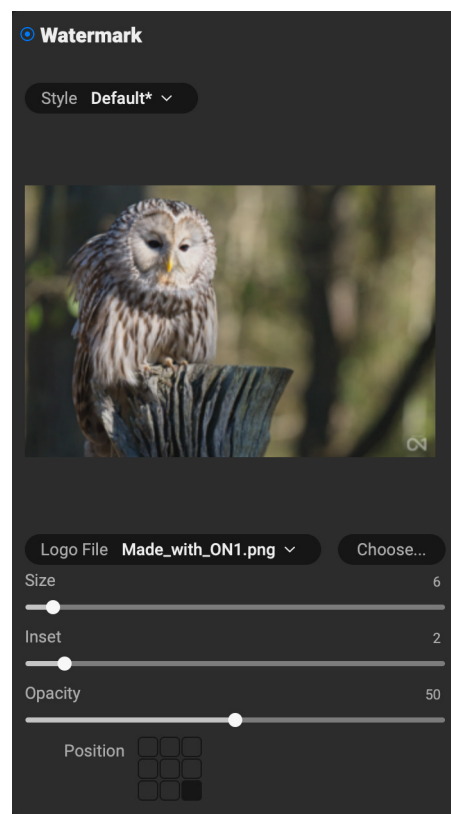 Watermark
Style Default*
Logo File Made_with_ON1.png Choose...
Size 6
Inset 2
Opacity 50
Position